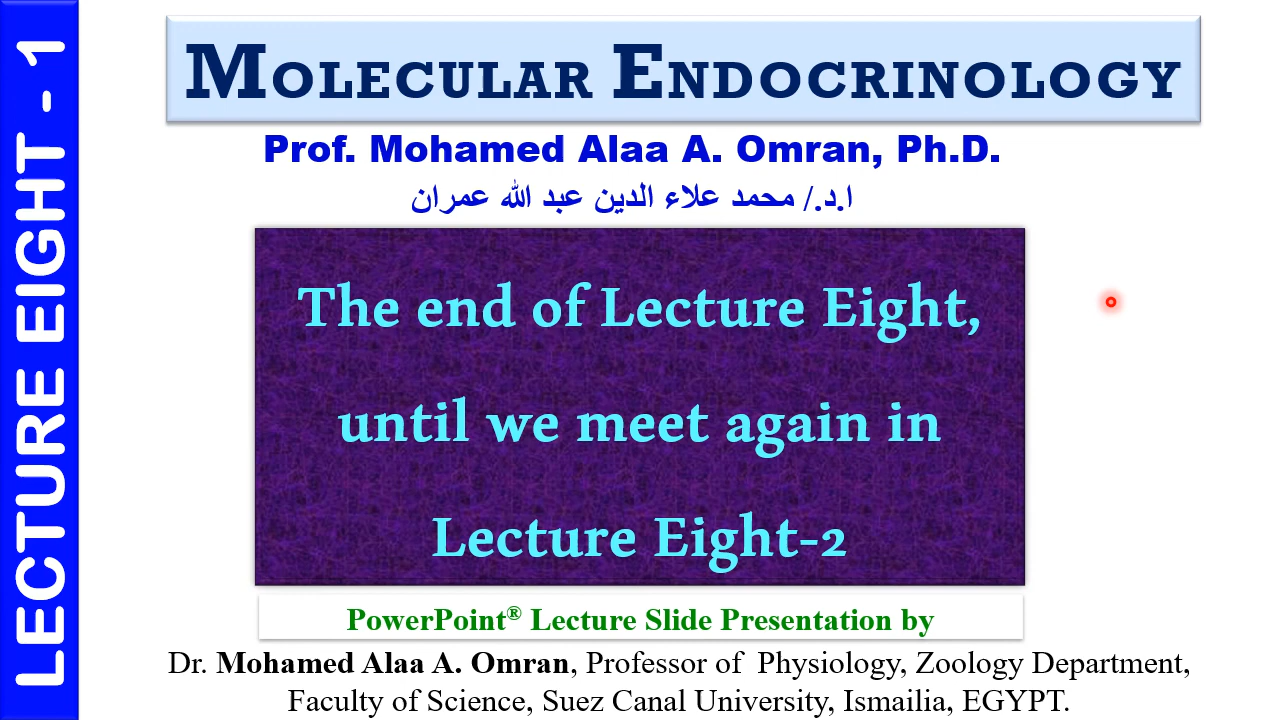 LECTURE EIGHT - 1
MOLECULAR ENDOCRINOLOGY
Prof. Mohamed Alaa A. Omran, Ph.D.
ا.د./ محمد علاء الدين عبد الله عمران
The end of Lecture Eight,
until we meet again in
Lecture Eight-2
PowerPoint® Lecture Slide Presentation by
Dr. Mohamed Alaa A. Omran, Professor of Physiology, Zoology Department,
Faculty of Science, Suez Canal University, Ismailia, EGYPT.